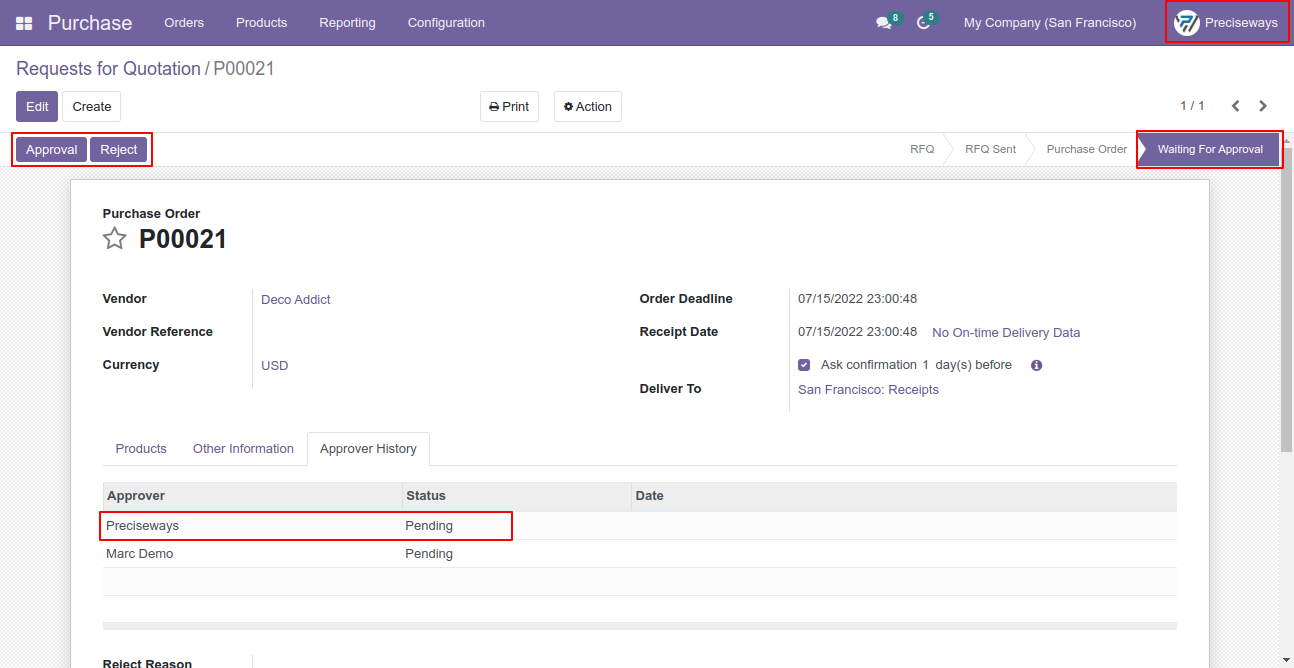 Purchase Orders Products Reporting Configuration 8 5 My Company (San Francisco) Preciseways
Requests for Quotation / P00021
Edit Create Print Action 1 / 1
Approval Reject RFQ RFQ Sent Purchase Order Waiting For Approval
Purchase Order
P00021
Vendor Deco Addict Order Deadline 07/15/2022 23:00:48
Vendor Reference Receipt Date 07/15/2022 23:00:48 No On-time Delivery Data
Currency USD Ask confirmation 1 day(s) before
Deliver To San Francisco: Receipts
Products Other Information Approver History
Approver Status Date
Preciseways Pending
Marc Demo Pending
Reject Reason